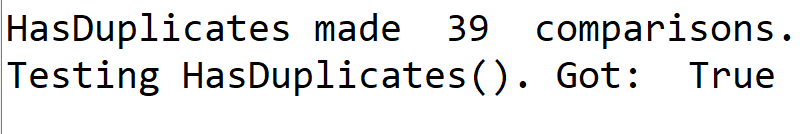 HasDuplicates made  39  comparisons.
Testing HasDuplicates(). Got:  True